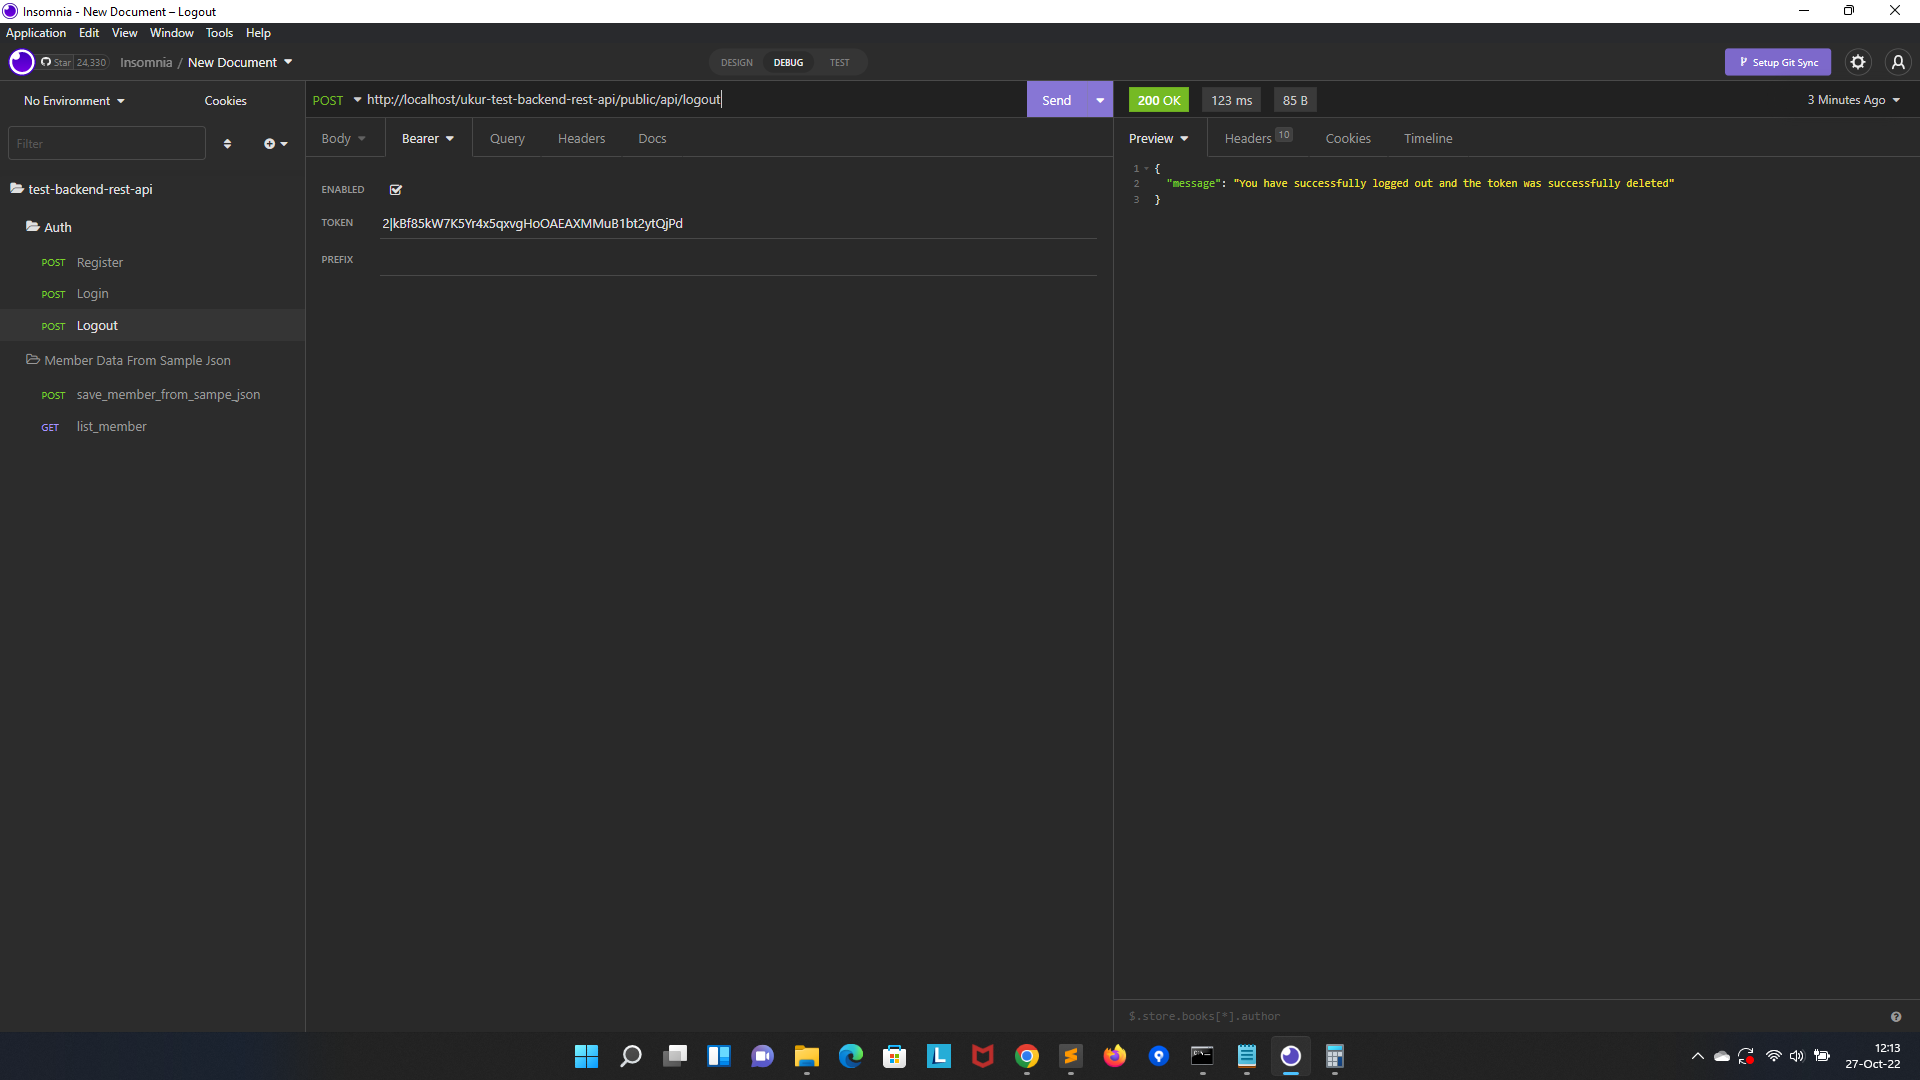 Insomnia - New Document – Logout
Application Edit View Window Tools Help
Star 24,330 Insomnia / New Document DESIGN DEBUG TEST Setup Git Sync
No Environment Cookies
Filter
test-backend-rest-api
Auth
POST Register
POST Login
POST Logout
Member Data From Sample Json
POST save_member_from_sampe_json
GET list_member
POST http://localhost/ukur-test-backend-rest-api/public/api/logout Send
Body Bearer Query Headers Docs
ENABLED
TOKEN 2|kBf85kW7K5Yr4x5qxvgHoOAEAXMMuB1bt2ytQjPd
PREFIX
200 OK 123 ms 85 B 3 Minutes Ago
Preview Headers 10 Cookies Timeline
1 {
2 "message": "You have successfully logged out and the token was successfully deleted"
3 }
$.store.books[*].author
12:13
27-Oct-22